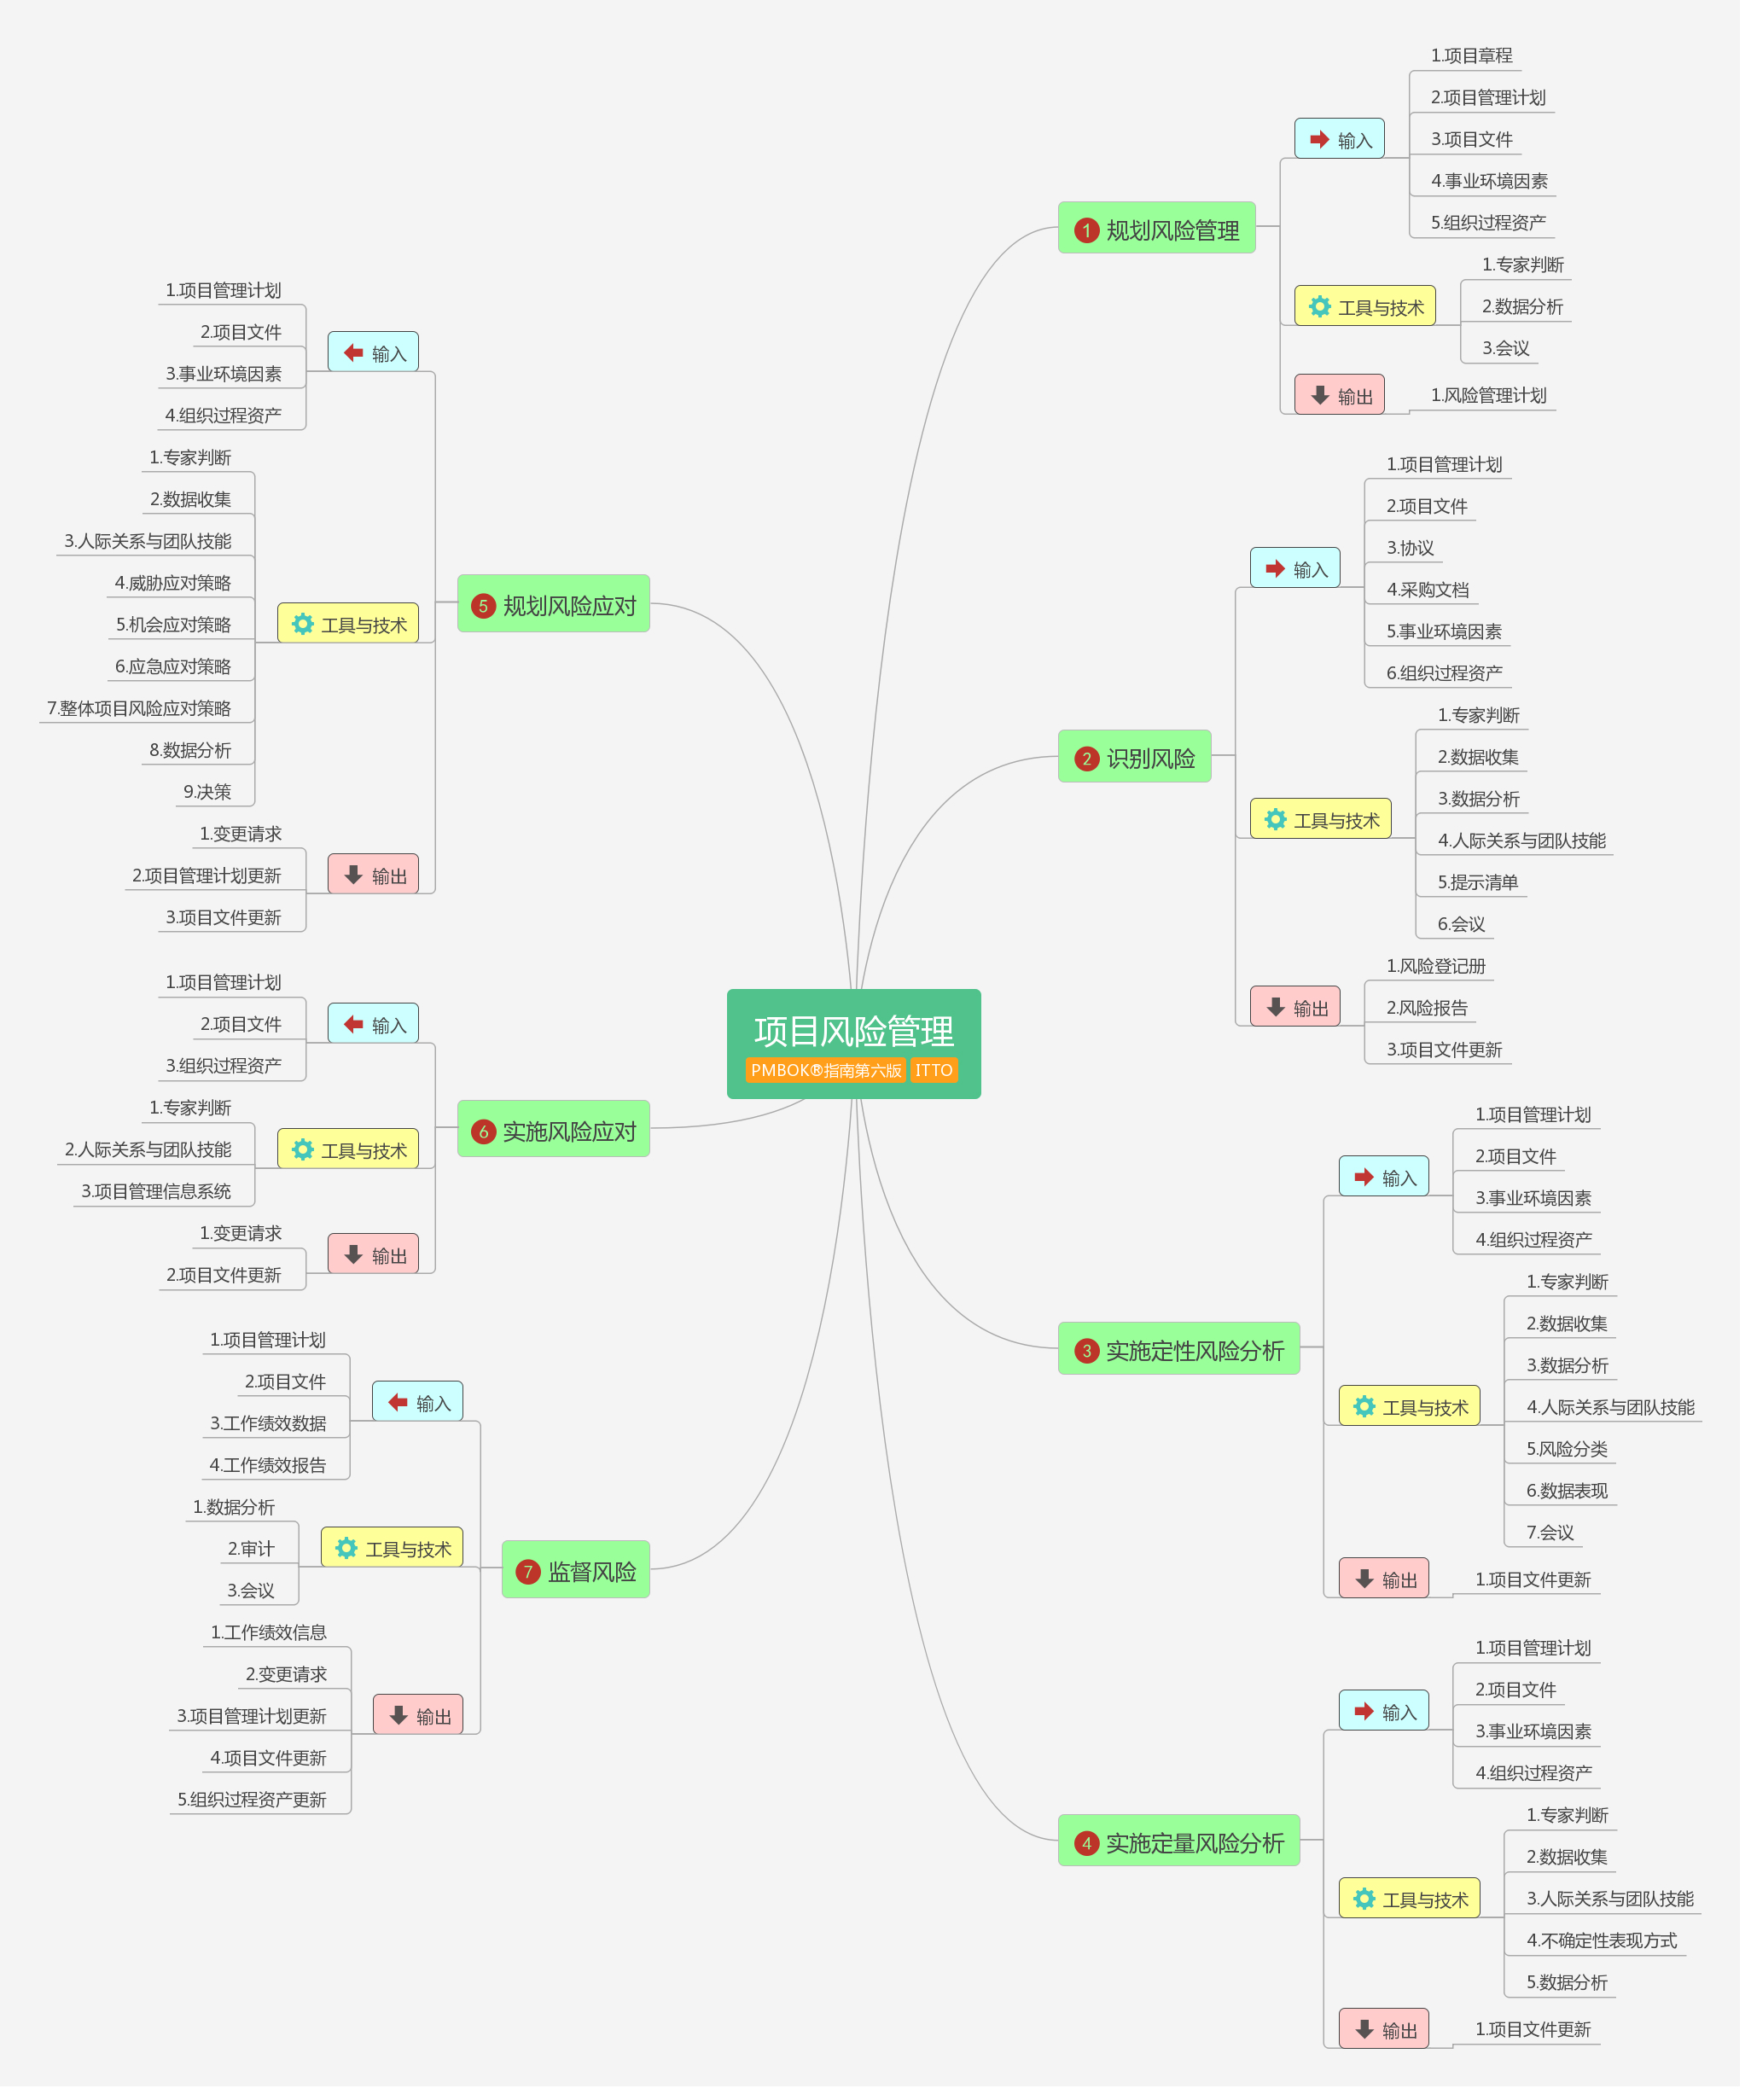 项目风险管理
PMBOK®指南第六版 ITTO
1 规划风险管理
输入
1.项目章程
2.项目管理计划
3.项目文件
4.事业环境因素
5.组织过程资产
工具与技术
1.专家判断
2.数据分析
3.会议
输出
1.风险管理计划
2 识别风险
输入
1.项目管理计划
2.项目文件
3.协议
4.采购文档
5.事业环境因素
6.组织过程资产
工具与技术
1.专家判断
2.数据收集
3.数据分析
4.人际关系与团队技能
5.提示清单
6.会议
输出
1.风险登记册
2.风险报告
3.项目文件更新
3 实施定性风险分析
输入
1.项目管理计划
2.项目文件
3.事业环境因素
4.组织过程资产
工具与技术
1.专家判断
2.数据收集
3.数据分析
4.人际关系与团队技能
5.风险分类
6.数据表现
7.会议
输出
1.项目文件更新
4 实施定量风险分析
输入
1.项目管理计划
2.项目文件
3.事业环境因素
4.组织过程资产
工具与技术
1.专家判断
2.数据收集
3.人际关系与团队技能
4.不确定性表现方式
5.数据分析
输出
1.项目文件更新
5 规划风险应对
输入
1.项目管理计划
2.项目文件
3.事业环境因素
4.组织过程资产
工具与技术
1.专家判断
2.数据收集
3.人际关系与团队技能
4.威胁应对策略
5.机会应对策略
6.应急应对策略
7.整体项目风险应对策略
8.数据分析
9.决策
输出
1.变更请求
2.项目管理计划更新
3.项目文件更新
6 实施风险应对
输入
1.项目管理计划
2.项目文件
3.组织过程资产
工具与技术
1.专家判断
2.人际关系与团队技能
3.项目管理信息系统
输出
1.变更请求
2.项目文件更新
7 监督风险
输入
1.项目管理计划
2.项目文件
3.工作绩效数据
4.工作绩效报告
工具与技术
1.数据分析
2.审计
3.会议
输出
1.工作绩效信息
2.变更请求
3.项目管理计划更新
4.项目文件更新
5.组织过程资产更新